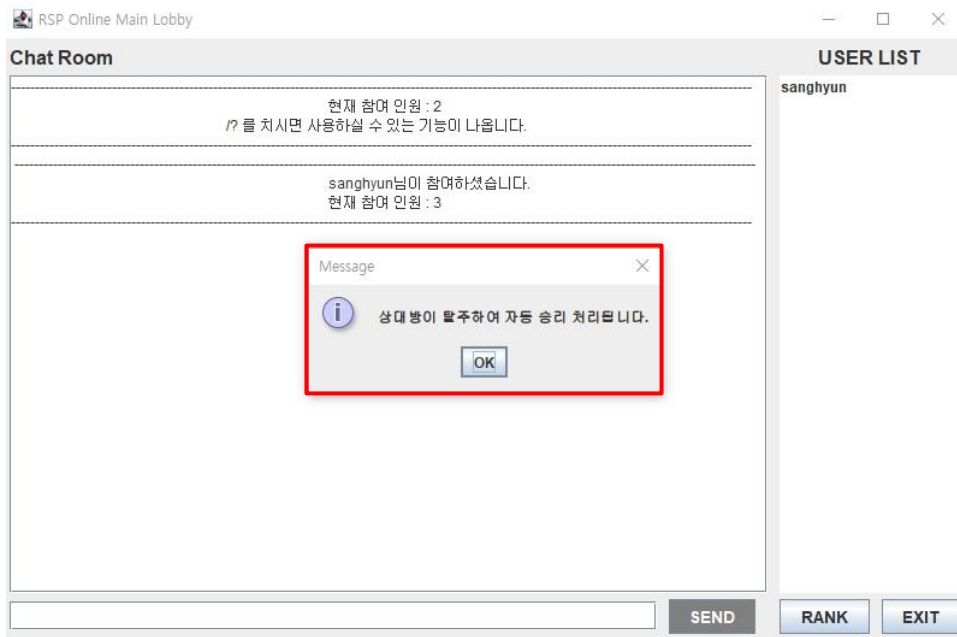 RSP Online Main Lobby
Chat Room
USER LIST
sanghyun
현재 참여 인원 : 2
/? 를 치시면 사용하실 수 있는 기능이 나옵니다.
sanghyun님이 참여하셨습니다.
현재 참여 인원 : 3
Message
상대방이 탈주하여 자동 승리 처리됩니다.
OK
SEND
RANK
EXIT